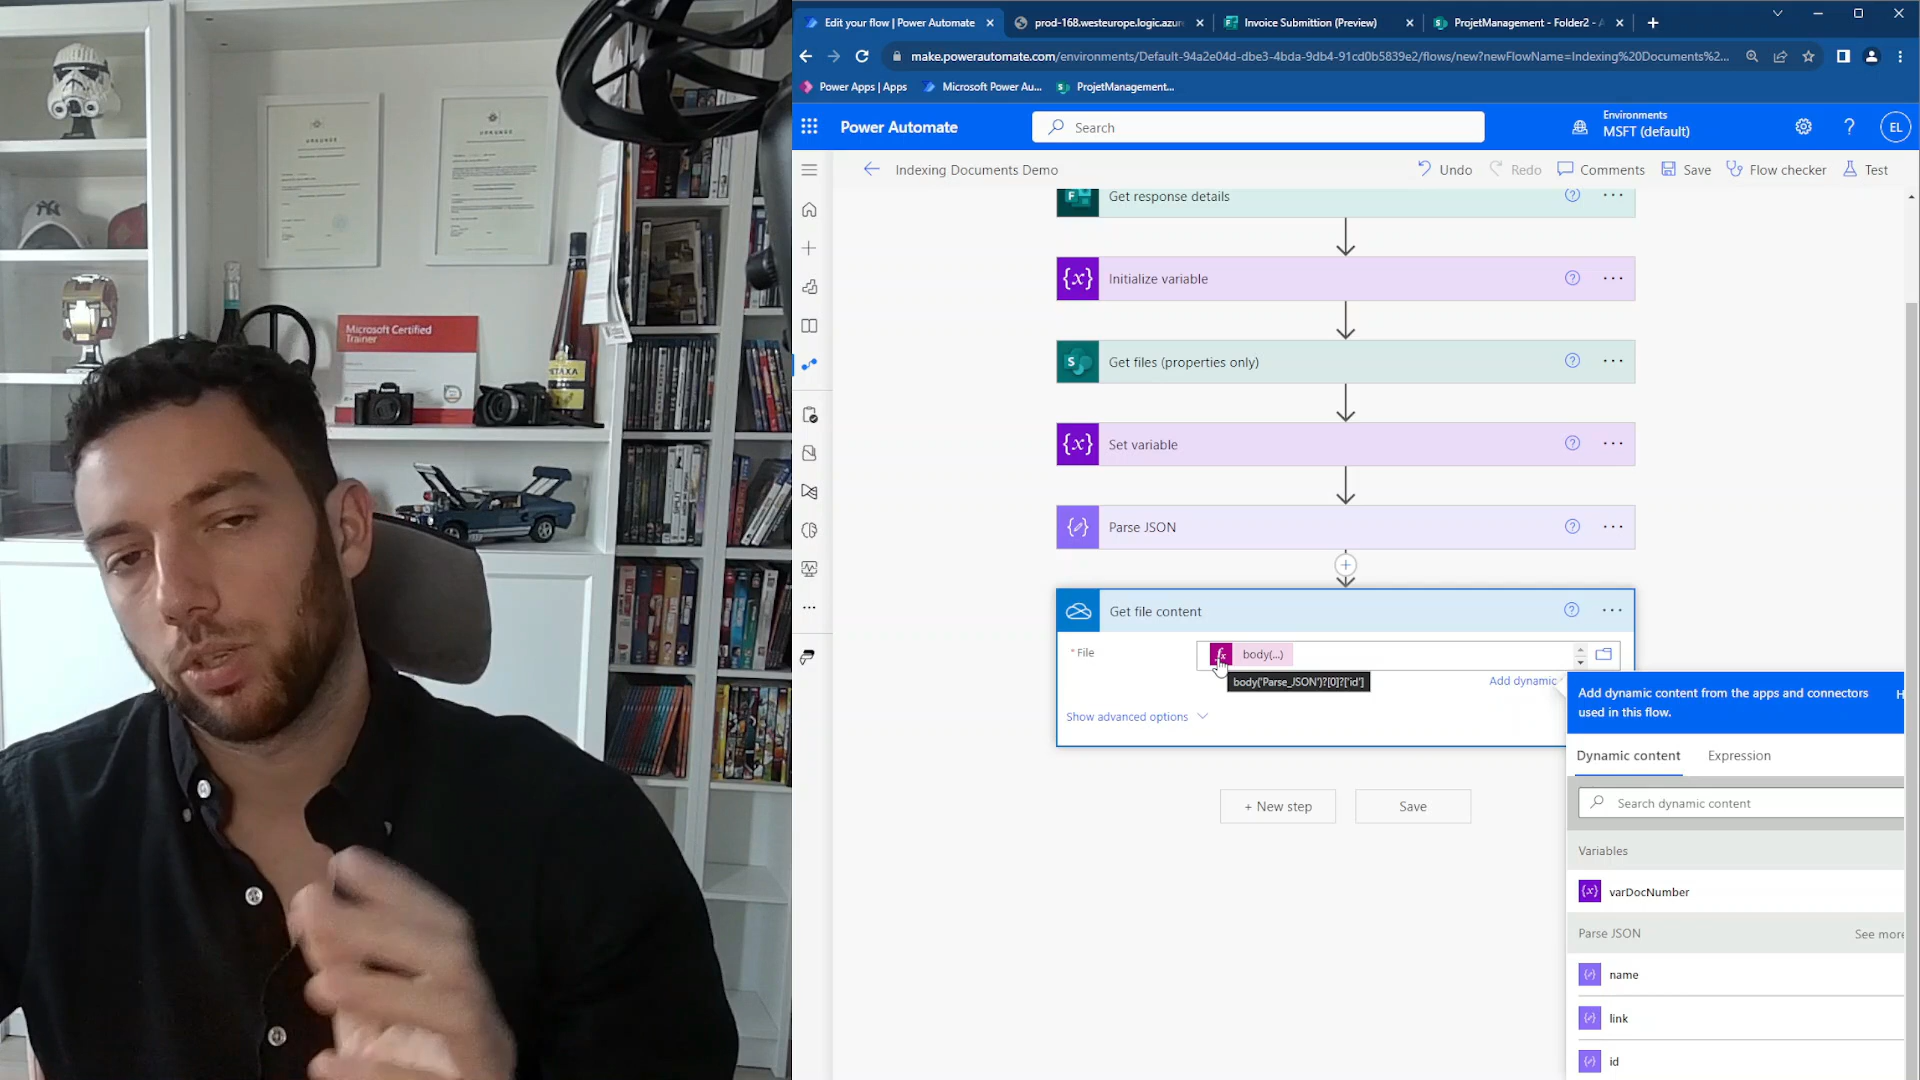 URKUNDE
URKUNDE
Microsoft Certified
Trainer
METAXA
Edit your flow | Power Automate
prod-168.westeurope.logic.azur
Invoice Submittion (Preview)
ProjetManagement - Folder2 - A
make.powerautomate.com/environments/Default-94a2e04d-dbe3-4bda-9db4-91cd0b5839e2/flows/new?newFlowName=Indexing%20Documents%2...
Power Apps | Apps
Microsoft Power Au...
ProjetManagement...
Power Automate
Search
Environments
MSFT (default)
?
EL
Indexing Documents Demo
Undo
Redo
Comments
Save
Flow checker
Test
Get response details
Initialize variable
Get files (properties only)
Set variable
Parse JSON
Get file content
* File
fx body(...)
body('Parse_JSON')?[0]?['id']
Add dynamic
Show advanced options
+ New step
Save
Add dynamic content from the apps and connectors
used in this flow.
H
Dynamic content
Expression
Search dynamic content
Variables
varDocNumber
Parse JSON
See more
name
link
id